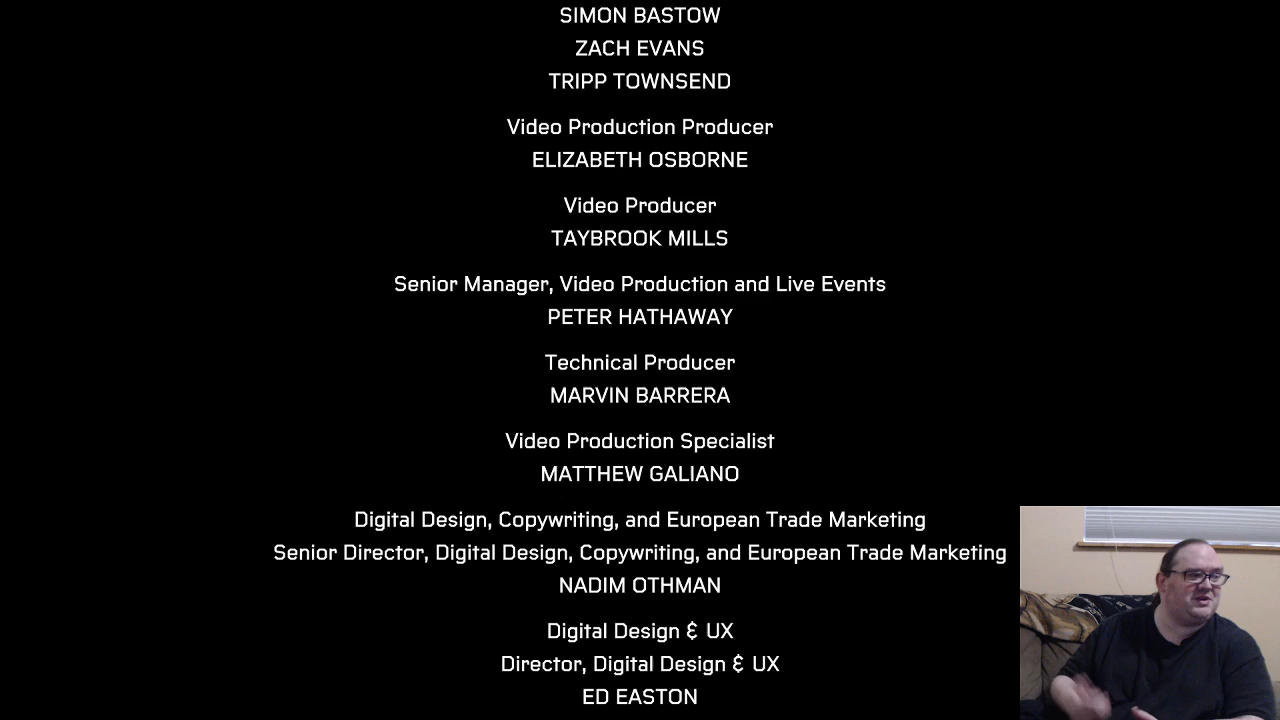 SIMON BASTOW
ZACH EVANS
TRIPP TOWNSEND
Video Production Producer
ELIZABETH OSBORNE
Video Producer
TAYBROOK MILLS
Senior Manager, Video Production and Live Events
PETER HATHAWAY
Technical Producer
MARVIN BARRERA
Video Production Specialist
MATTHEW GALIANO
Digital Design, Copywriting, and European Trade Marketing
Senior Director, Digital Design, Copywriting, and European Trade Marketing
NADIM OTHMAN
Digital Design & UX
Director, Digital Design & UX
ED EASTON